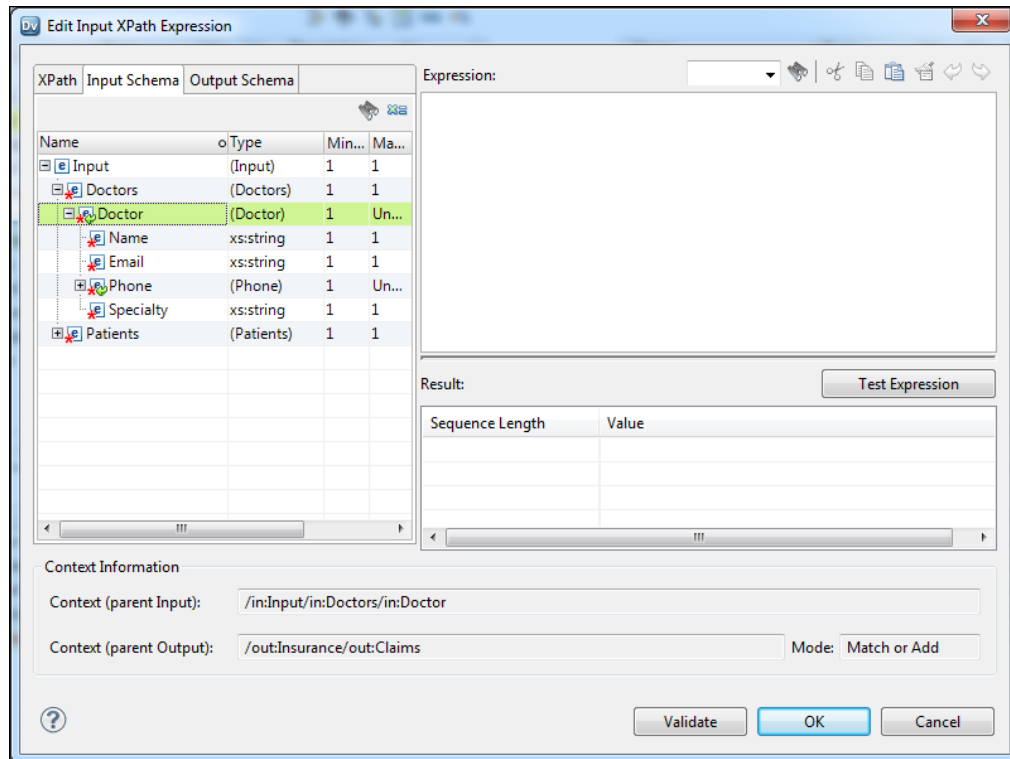 Dv Edit Input XPath Expression
XPath Input Schema Output Schema
Expression:
Name Type Min... Ma...
Input (Input) 1 1
Doctors (Doctors) 1 1
Doctor (Doctor) 1 Un...
Name xs:string 1 1
Email xs:string 1 1
Phone (Phone) 1 Un...
Specialty xs:string 1 1
Patients (Patients) 1 1
Result: Test Expression
Sequence Length Value
Context Information
Context (parent Input): /in:Input/in:Doctors/in:Doctor
Context (parent Output): /out:Insurance/out:Claims Mode: Match or Add
Validate OK Cancel